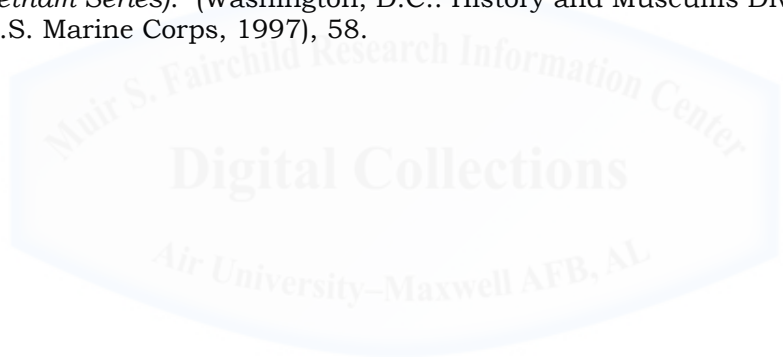 etnam Series). (Washington, D.C.: History and Museums Div
.S. Marine Corps, 1997), 58.
Muir S. Fairchild Research Information Center
Digital Collections
Air University–Maxwell AFB, AL